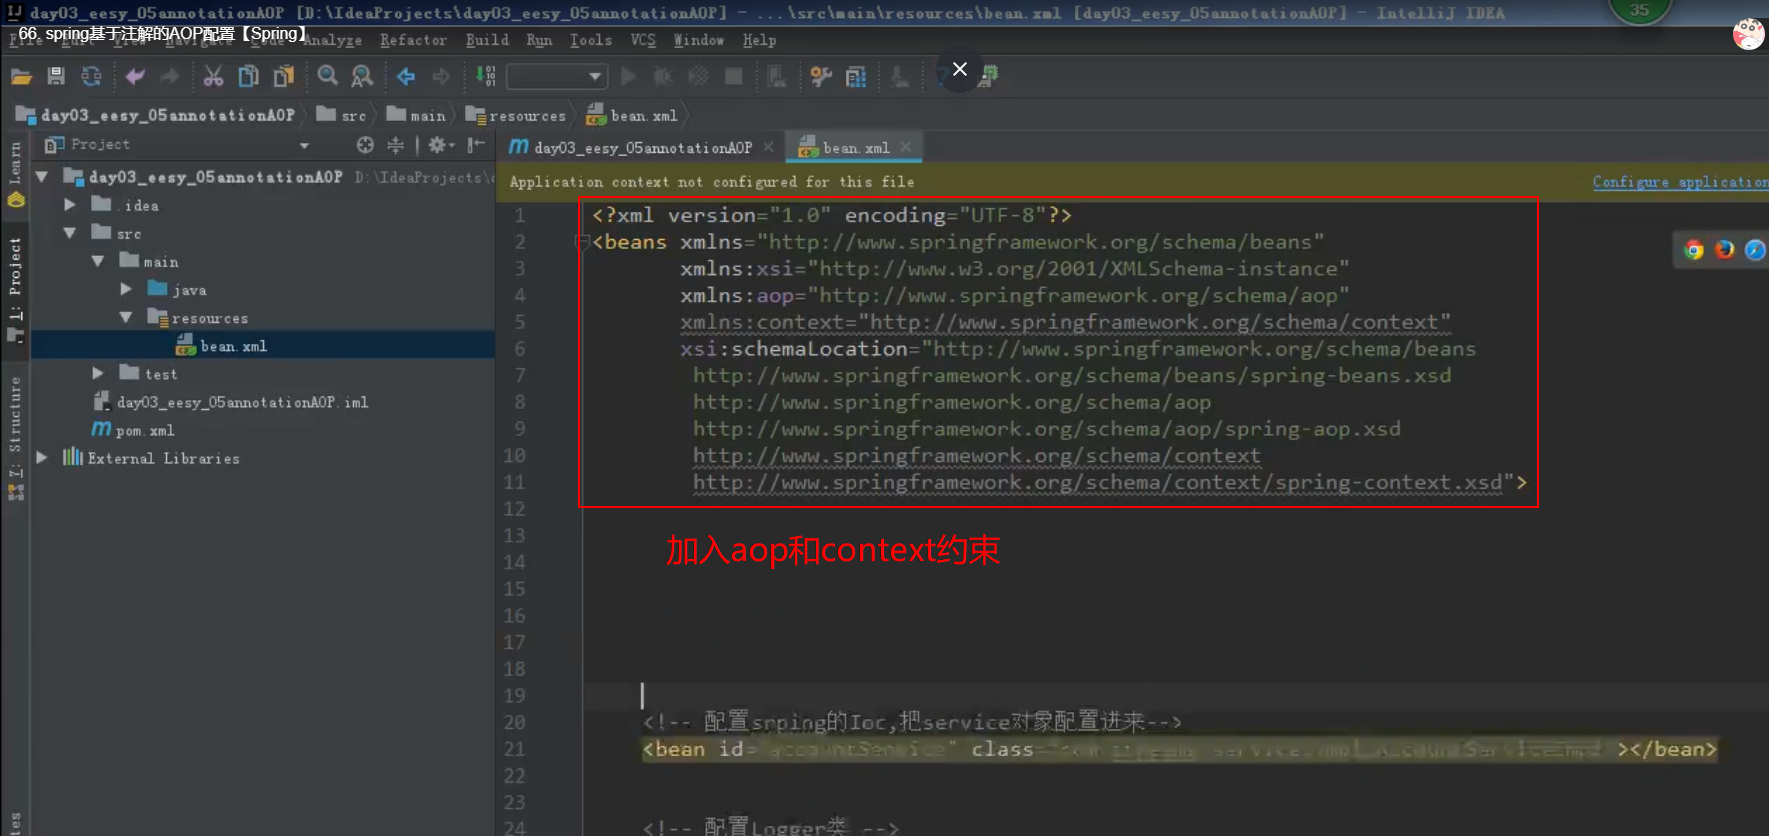 day03_eesy_05annotationAOP [D:\IdeaProjects\day03_eesy_05annotationAOP] - ...\src\main\resources\bean.xml [day03_eesy_05annotationAOP] - IntelliJ IDEA
35
66. spring基于注解的AOP配置【Spring】
File Edit View Navigate Code Analyze Refactor Build Run Tools VCS Window Help
day03_eesy_05annotationAOP src main resources bean.xml
Project
day03_eesy_05annotationAOP bean.xml
Learn
1: Project
7: Structure
day03_eesy_05annotationAOP D:\IdeaProjects\
.idea
src
main
java
resources
bean.xml
test
day03_eesy_05annotationAOP.iml
pom.xml
External Libraries
Application context not configured for this file
Configure application
1 <?xml version="1.0" encoding="UTF-8"?>
2 <beans xmlns="http://www.springframework.org/schema/beans"
3 xmlns:xsi="http://www.w3.org/2001/XMLSchema-instance"
4 xmlns:aop="http://www.springframework.org/schema/aop"
5 xmlns:context="http://www.springframework.org/schema/context"
6 xsi:schemaLocation="http://www.springframework.org/schema/beans
7 http://www.springframework.org/schema/beans/spring-beans.xsd
8 http://www.springframework.org/schema/aop
9 http://www.springframework.org/schema/aop/spring-aop.xsd
10 http://www.springframework.org/schema/context
11 http://www.springframework.org/schema/context/spring-context.xsd">
12
13
加入aop和context约束
14
15
16
17
18
19
20 <!-- 配置srping的Ioc,把service对象配置进来-->
21 <bean id="accountService" class= ></bean>
22
23
24 <!-- 配置Logger类 -->